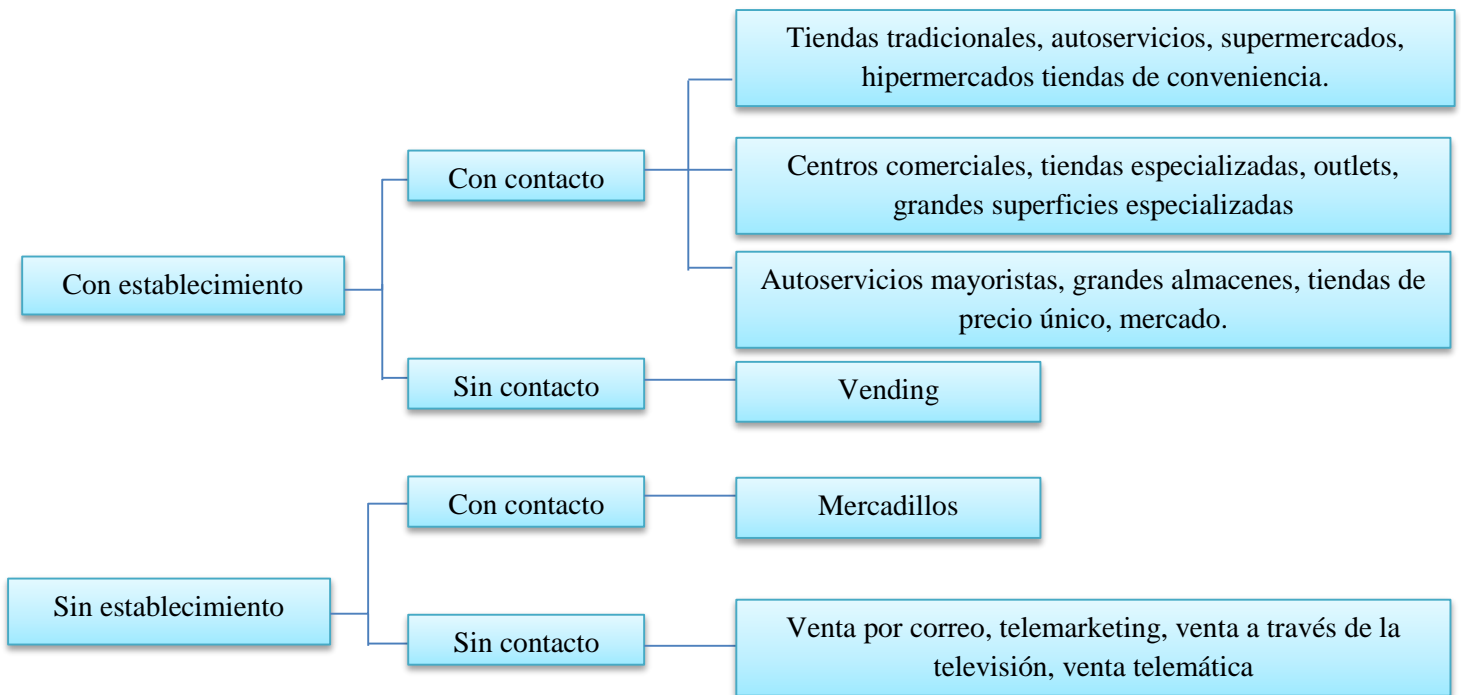 Tiendas tradicionales, autoservicios, supermercados,
hipermercados tiendas de conveniencia.
Con contacto
Centros comerciales, tiendas especializadas, outlets,
grandes superficies especializadas
Con establecimiento
Autoservicios mayoristas, grandes almacenes, tiendas de
precio único, mercado.
Sin contacto
Vending
Con contacto
Mercadillos
Sin establecimiento
Sin contacto
Venta por correo, telemarketing, venta a través de la
televisión, venta telemática